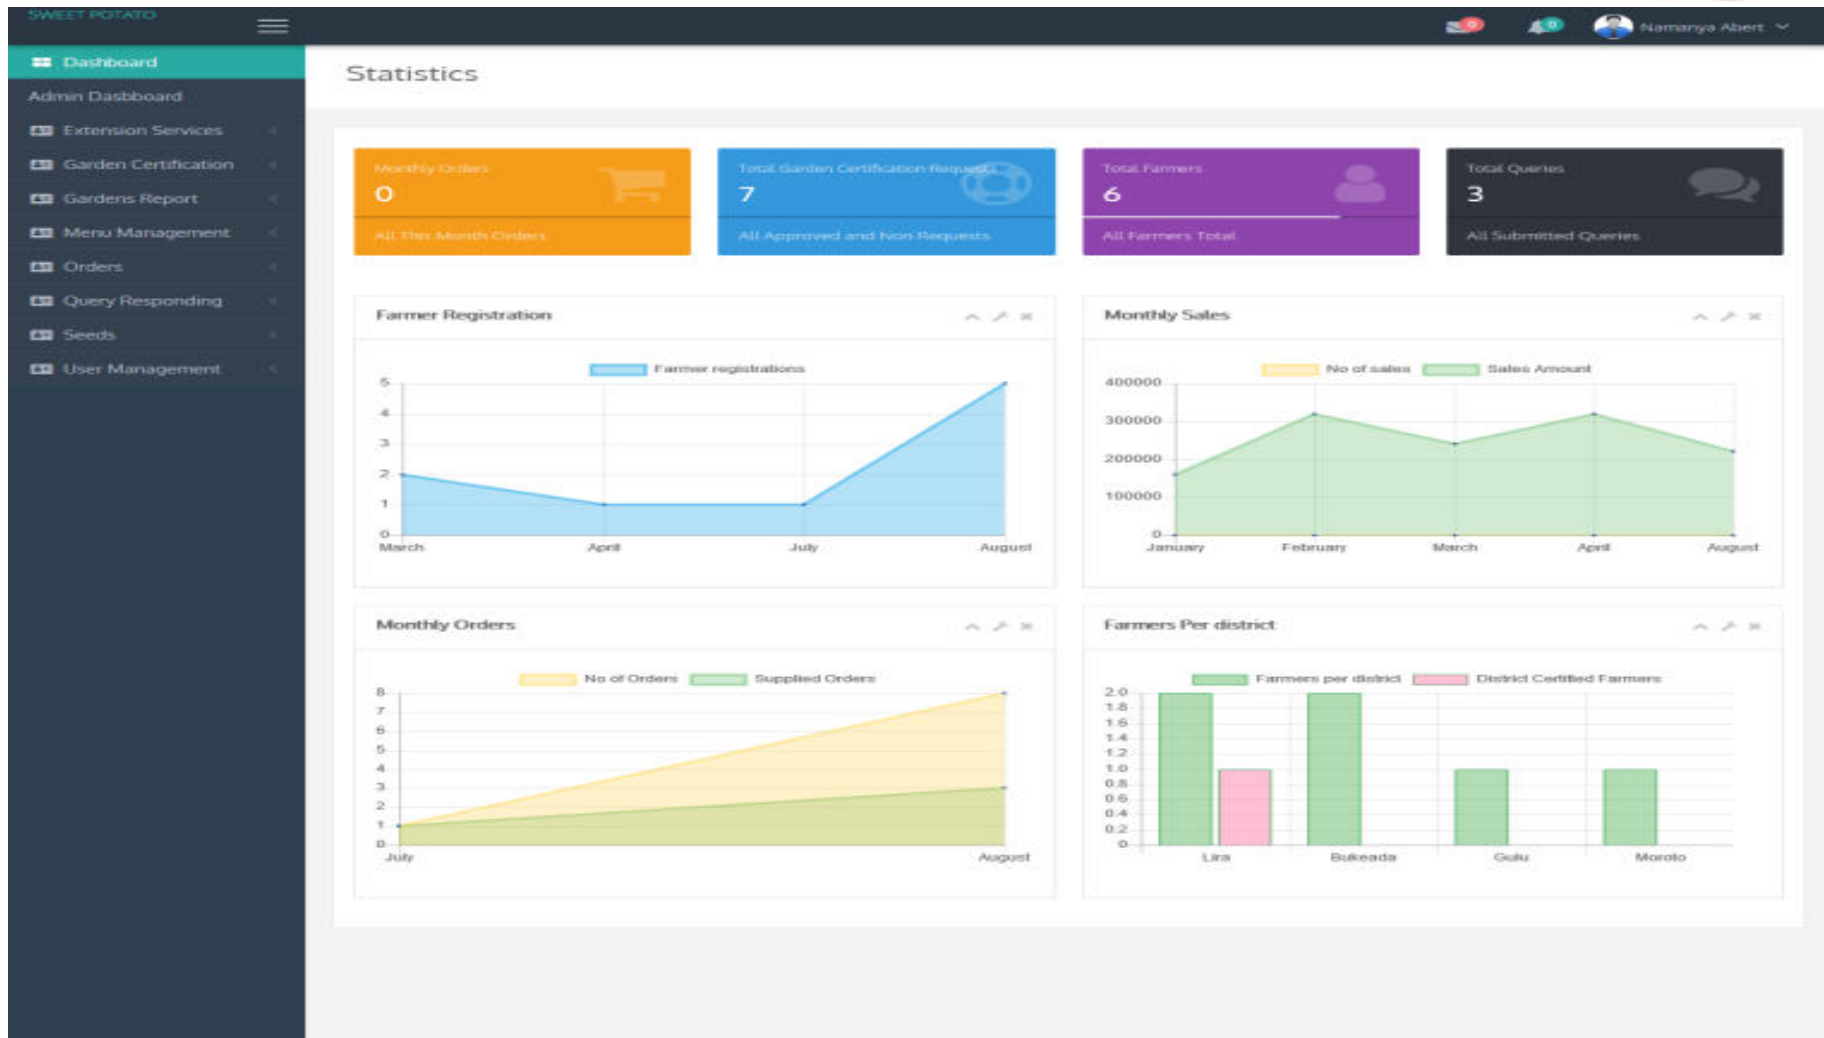 SWEET POTATO
0
0
Namanya Abert
Dashboard
Admin Dasbboard
Extension Services
Garden Certification
Gardens Report
Menu Management
Orders
Query Responding
Seeds
User Management
Statistics
Monthly Orders
0
All This Month Orders
Total Garden Certification Requests
7
All Approved and Non Requests
Total Farmers
6
All Farmers Total
Total Queries
3
All Submitted Queries
Farmer Registration
Farmer registrations
5
4
3
2
1
0
March April July August
Monthly Sales
No of sales Sales Amount
400000
300000
200000
100000
0
January February March April August
Monthly Orders
No of Orders Supplied Orders
8
7
6
5
4
3
2
1
0
July August
Farmers Per district
Farmers per district District Certified Farmers
2.0
1.8
1.6
1.4
1.2
1.0
0.8
0.6
0.4
0.2
0
Lira Bukeada Gulu Moroto